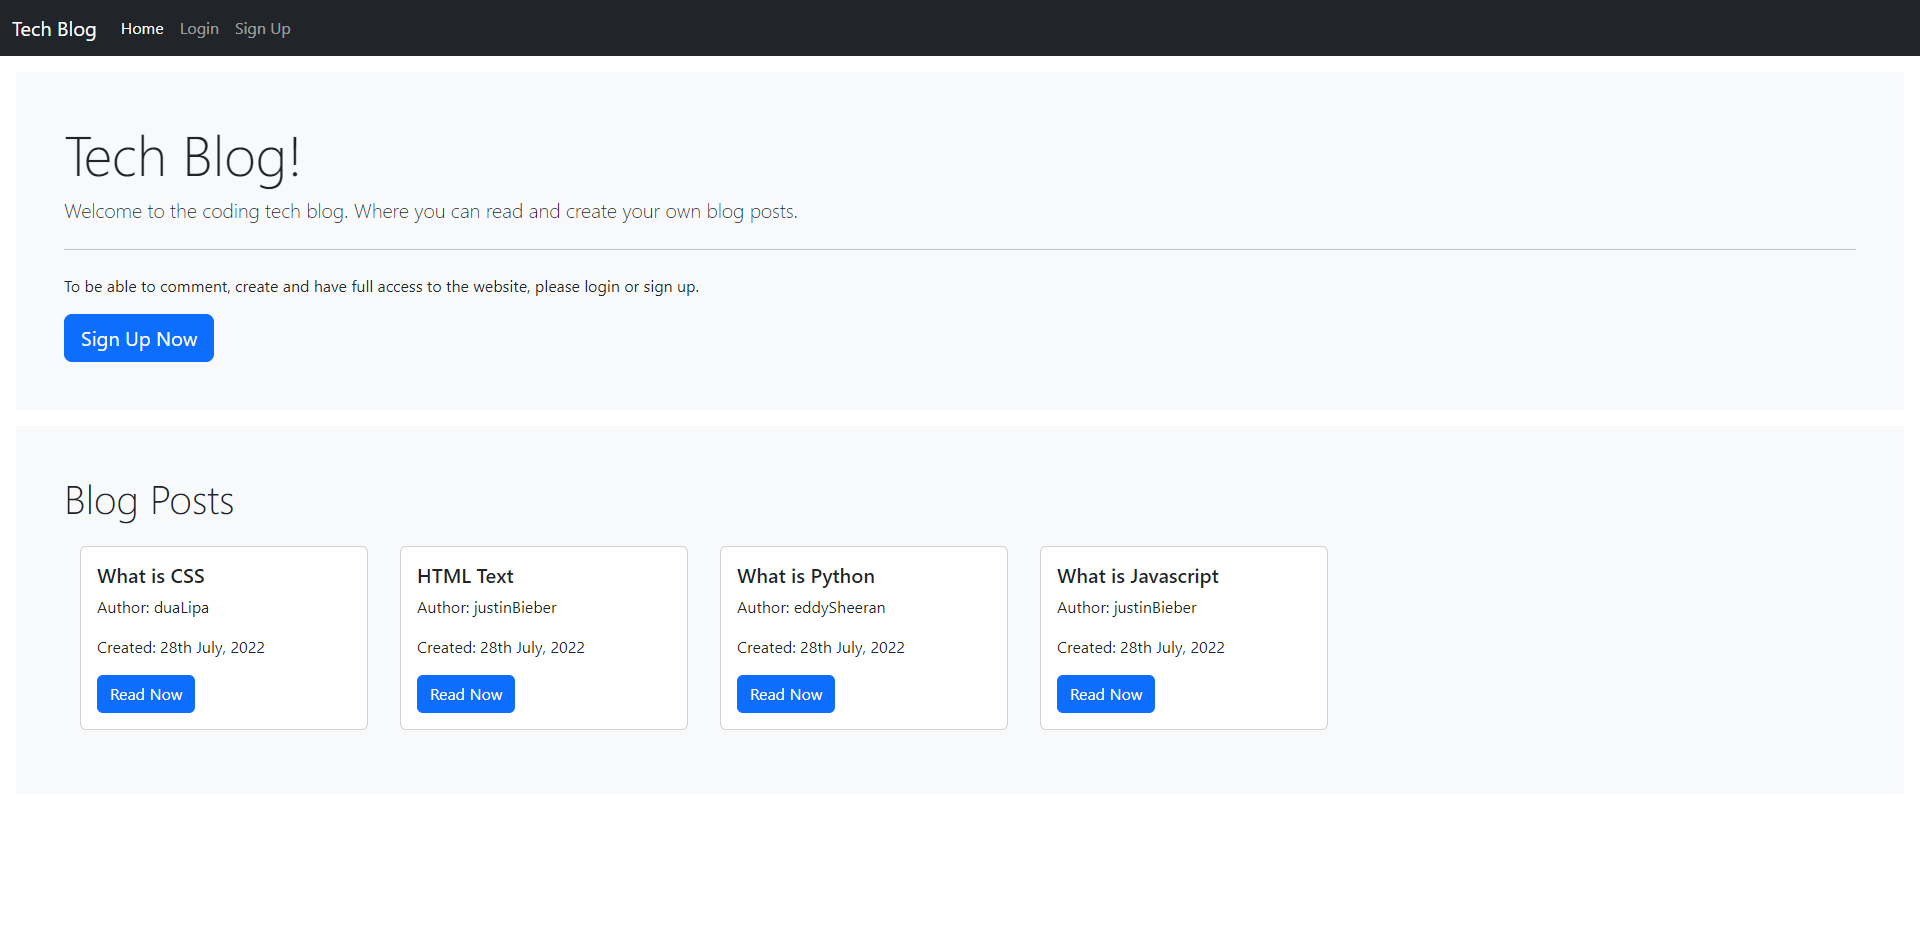 Tech Blog Home Login Sign Up
Tech Blog!
Welcome to the coding tech blog. Where you can read and create your own blog posts.
To be able to comment, create and have full access to the website, please login or sign up.
Sign Up Now
Blog Posts
What is CSS
Author: duaLipa
Created: 28th July, 2022
Read Now
HTML Text
Author: justinBieber
Created: 28th July, 2022
Read Now
What is Python
Author: eddySheeran
Created: 28th July, 2022
Read Now
What is Javascript
Author: justinBieber
Created: 28th July, 2022
Read Now